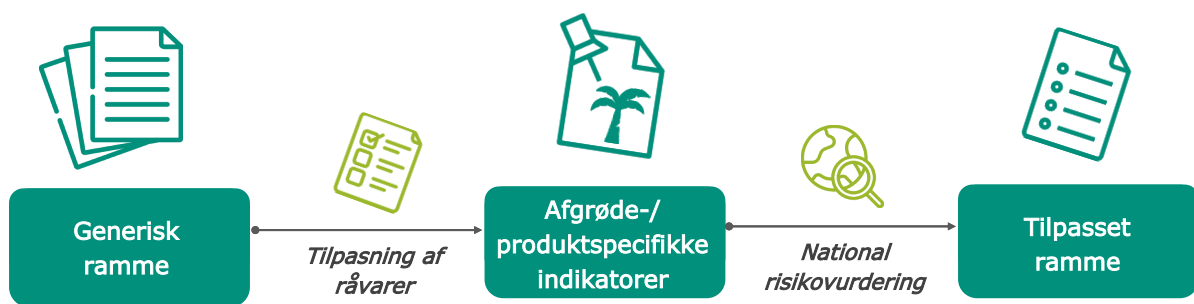 Generisk
ramme
Tilpasning af
råvarer
Afgrøde-/
produktspecifikke
indikatorer
National
risikovurdering
Tilpasset
ramme